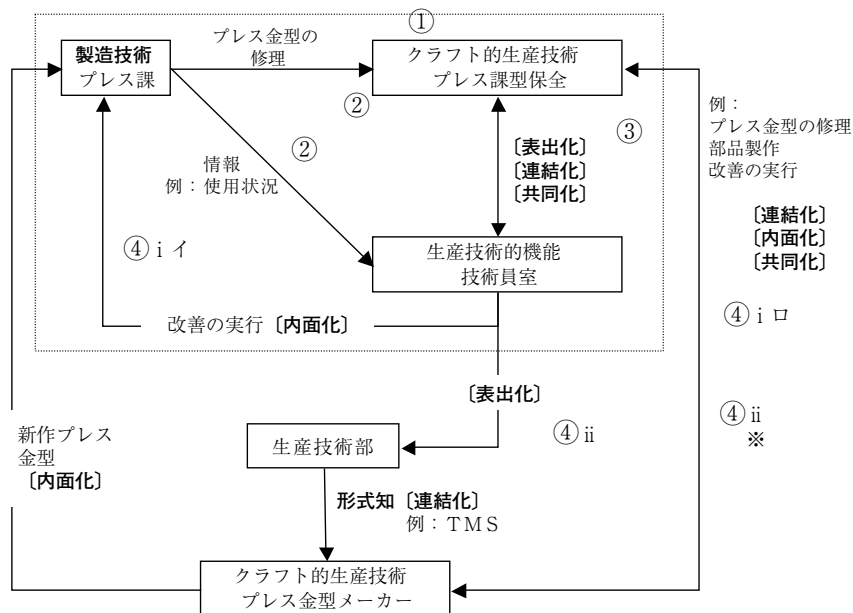 ①
製造技術
プレス課
プレス金型の
修理
クラフト的生産技術
プレス課型保全
②
②
③
例：
プレス金型の修理
部品製作
改善の実行
〔表出化〕
〔連結化〕
〔共同化〕
情報
例：使用状況
〔連結化〕
〔内面化〕
〔共同化〕
④ⅰイ
生産技術的機能
技術員室
④ⅰロ
改善の実行〔内面化〕
〔表出化〕
④ⅱ
④ⅱ
※
新作プレス
金型
〔内面化〕
生産技術部
形式知〔連結化〕
例：ＴＭＳ
クラフト的生産技術
プレス金型メーカー